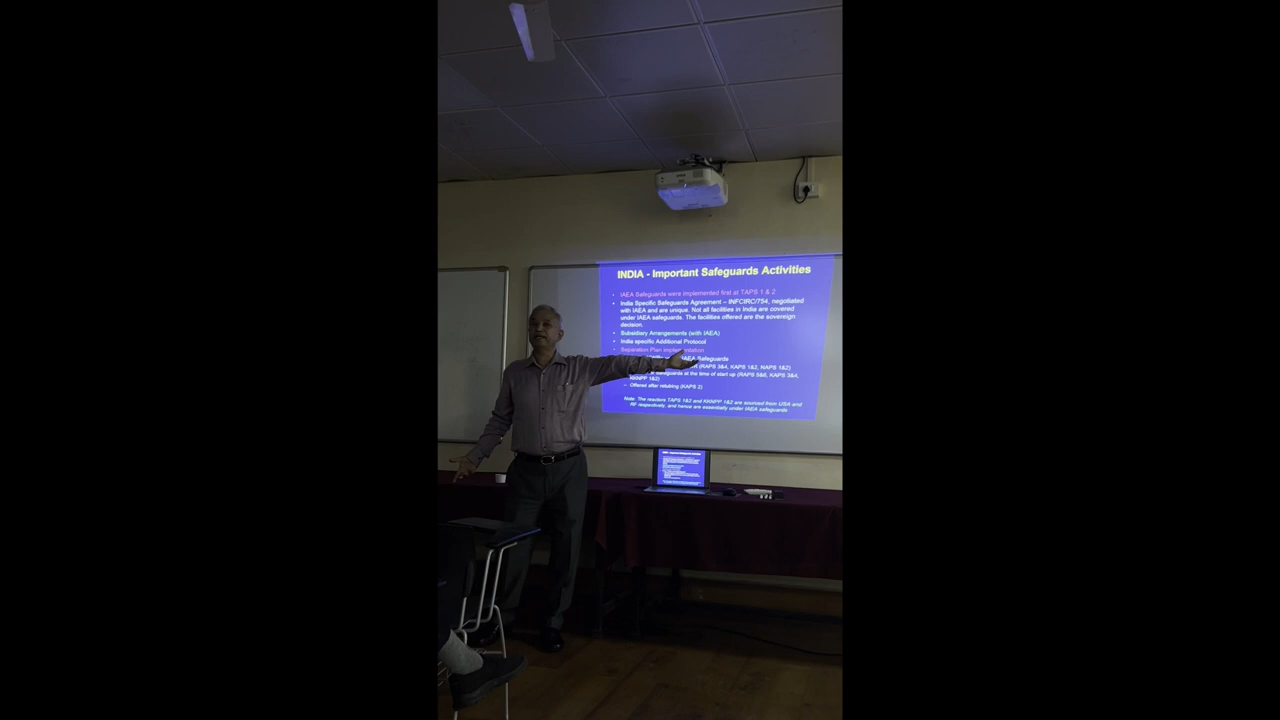 INDIA - Important Safeguards Activities
IAEA Safeguards were implemented first at TAPS 1 & 2
India Specific Safeguards Agreement – INFCIRC/754, negotiated
with IAEA and are unique. Not all facilities in India are covered
under IAEA safeguards. The facilities offered are the sovereign
decision.
Subsidiary Arrangements (with IAEA)
India specific Additional Protocol
Separation Plan implementation
IAEA Safeguards
(RAPS 3&4, KAPS 1&2, NAPS 1&2)
safeguards at the time of start up (RAPS 5&6, KAPS 3&4,
KKNPP 1&2)
– Offered after retubing (KAPS 2)
Note: The reactors TAPS 1&2 and KKNPP 1&2 are sourced from USA and
RF respectively, and hence are essentially under IAEA safeguards